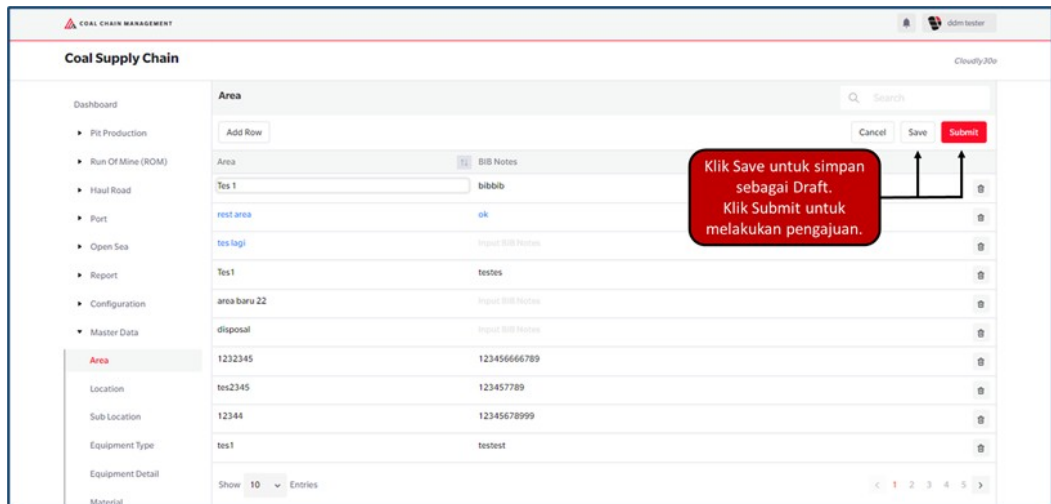 COAL CHAIN MANAGEMENT
ddm tester
Coal Supply Chain
Cloudly30o
Dashboard
Pit Production
Run Of Mine (ROM)
Haul Road
Port
Open Sea
Report
Configuration
Master Data
Area
Location
Sub Location
Equipment Type
Equipment Detail
Material
Area
Search
Add Row
Cancel Save Submit
Area BIB Notes
Tes 1 bibbib
rest area ok
tes lagi Input BIB Notes
Tes1 testes
area baru 22 Input BIB Notes
disposal Input BIB Notes
1232345 123456666789
tes2345 123457789
12344 12345678999
tes1 testest
Klik Save untuk simpan
sebagai Draft.
Klik Submit untuk
melakukan pengajuan.
Show 10 Entries
< 1 2 3 4 5 >